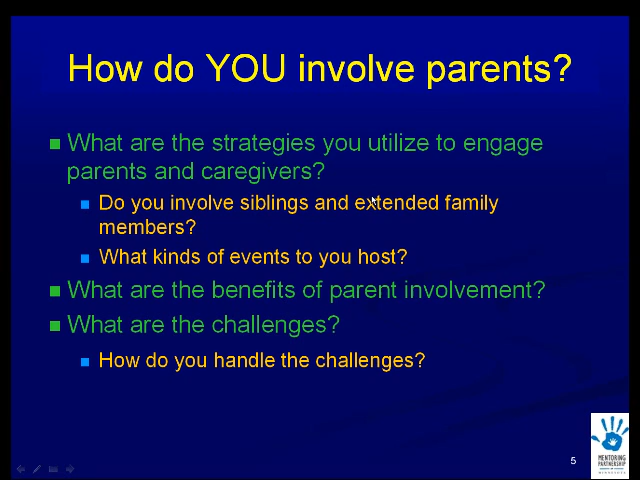 How do YOU involve parents?
What are the strategies you utilize to engage
parents and caregivers?
Do you involve siblings and extended family
members?
What kinds of events to you host?
What are the benefits of parent involvement?
What are the challenges?
How do you handle the challenges?
5
MENTORING
PARTNERSHIP